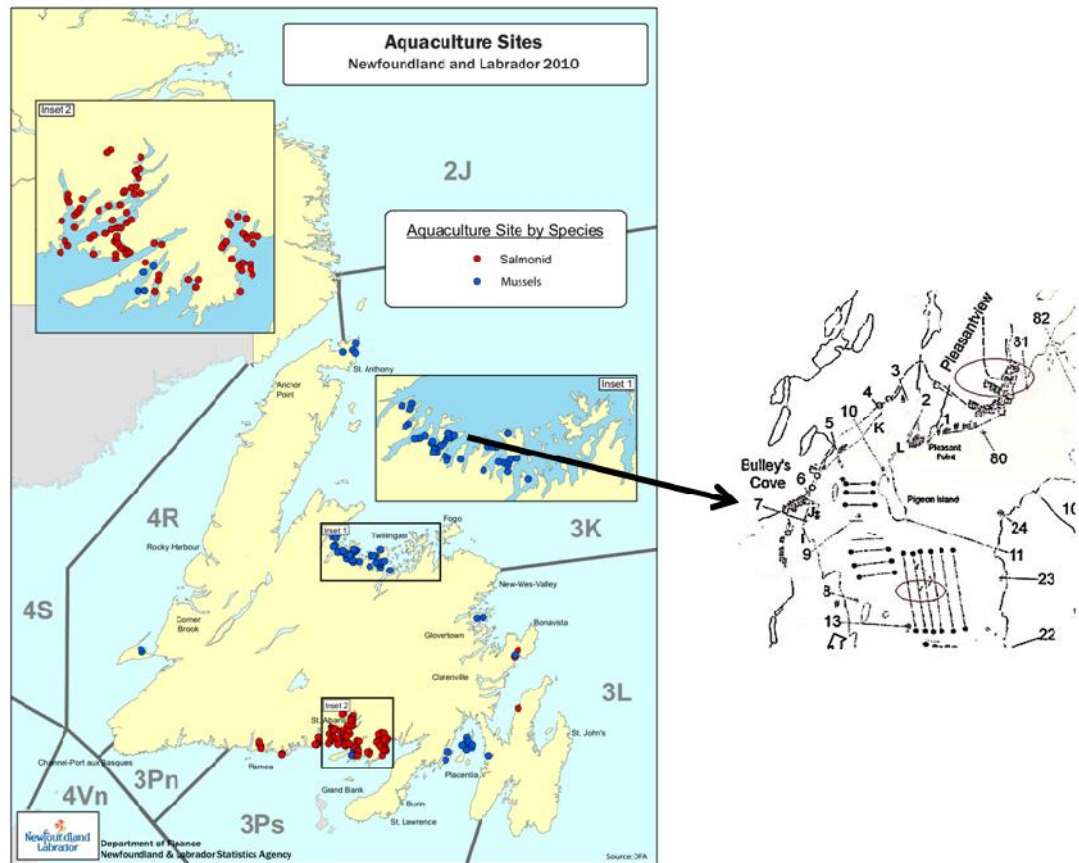 Aquaculture Sites
Newfoundland and Labrador 2010
Inset 2
2J
Aquaculture Site by Species
Salmonid
Mussels
St. Anthony
Anchor
Point
Inset 1
4R
3K
Fogo
Inset 1
Twillingate
Rocky Harbour
New-Wes-Valley
4S
Corner
Brook
Glovertown
Bonavista
Clarenville
3L
Inset 2
St. Albans
St. John's
Channel-Port aux Basques
Ramea
Placentia
3Pn
Grand Bank
Burin
4Vn
3Ps
St. Lawrence
Newfoundland
Labrador
Department of Finance
Newfoundland & Labrador Statistics Agency
Source: DFA
Pleasantview
82
81
3
2
4
10
K
1
5
L
Pleasant
Point
80
Bulley's
Cove
6
7
J
Pigeon Island
24
10
I
9
11
23
8
13
22